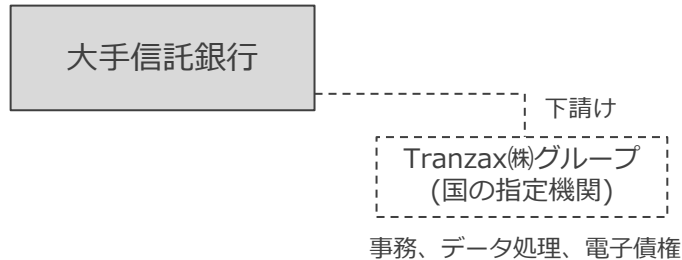 大手信託銀行
下請け
Tranzax㈱グループ
(国の指定機関)
事務、データ処理、電子債権